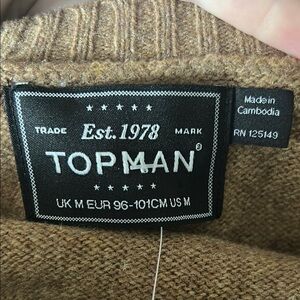 ★ ★ ★ ★ ★
TRADE Est. 1978 MARK
TOPMAN
★ ★ ★ ★ ★
UK M EUR 96-101CM US M
Made in
Cambodia
RN 125149